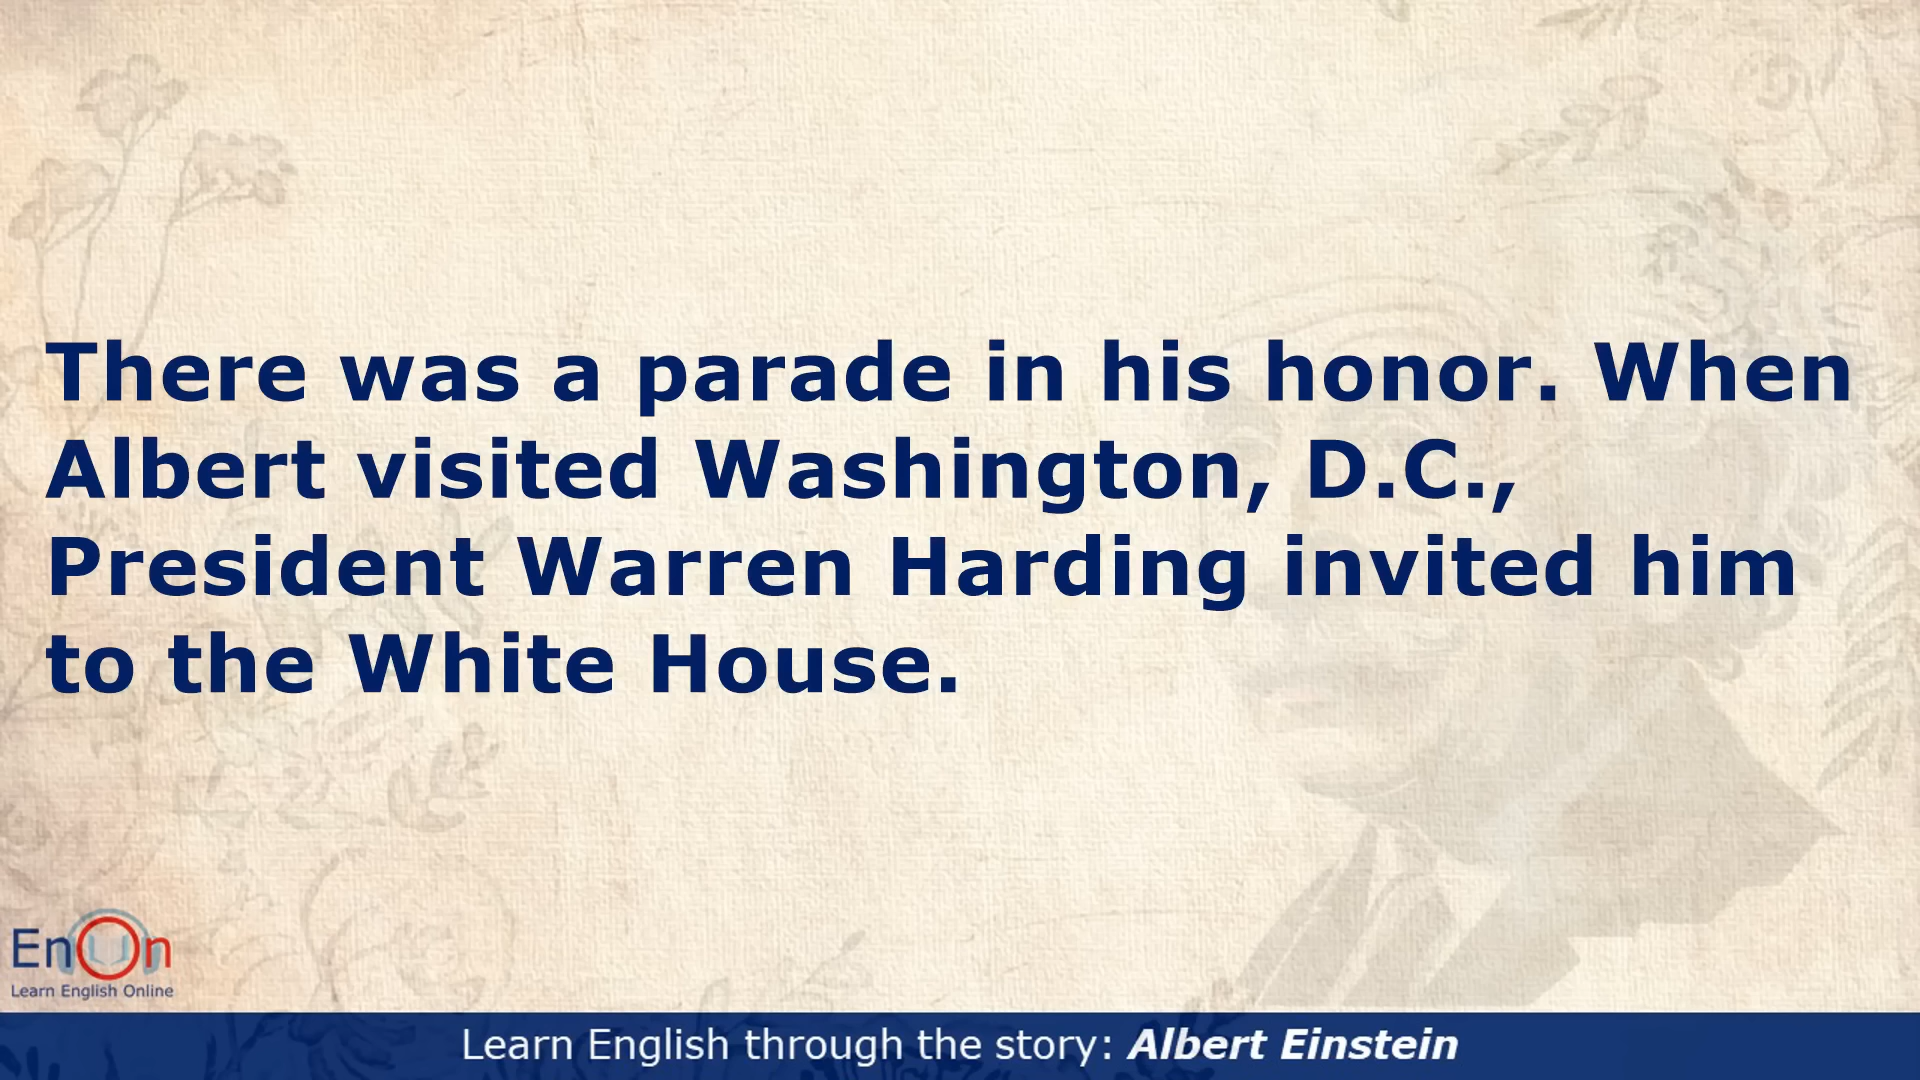 There was a parade in his honor. When
Albert visited Washington, D.C.,
President Warren Harding invited him
to the White House.
EnOn
Learn English Online
Learn English through the story: Albert Einstein